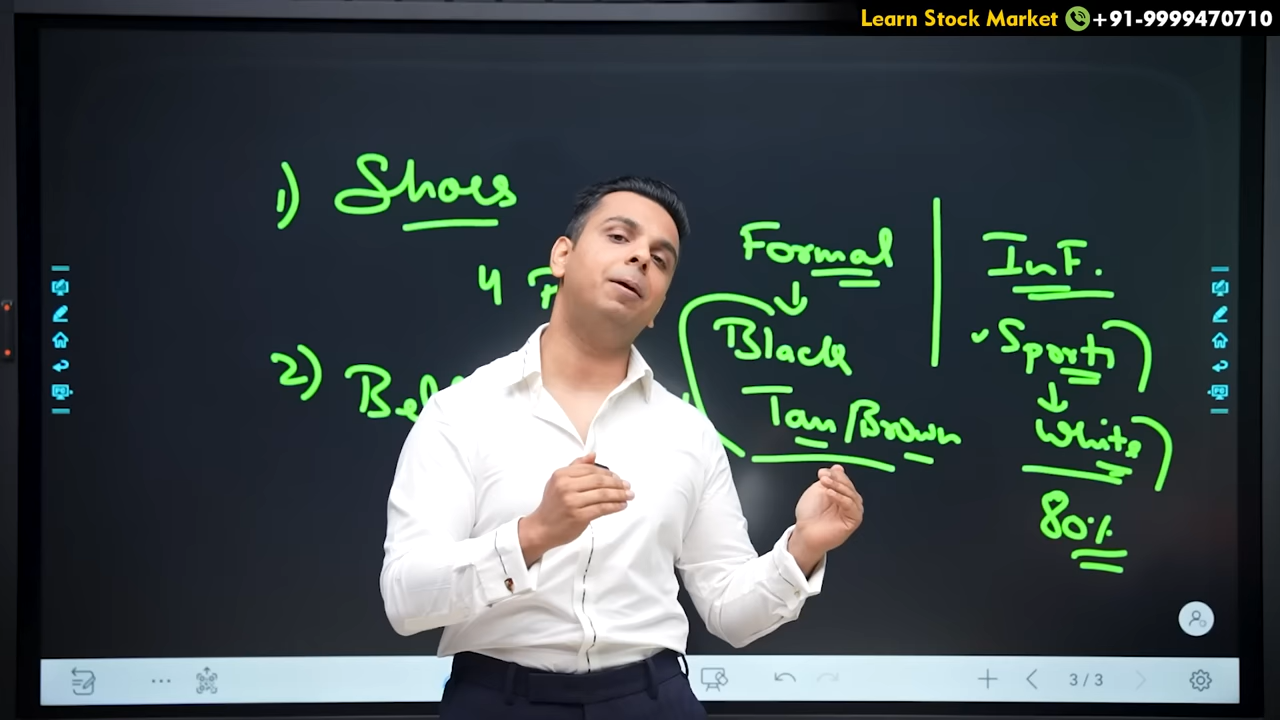 Learn Stock Market +91-9999470710
1) Shoes
4
Formal
Black
Tan/Brown
InF.
Sports
White
80%
2)
3/3